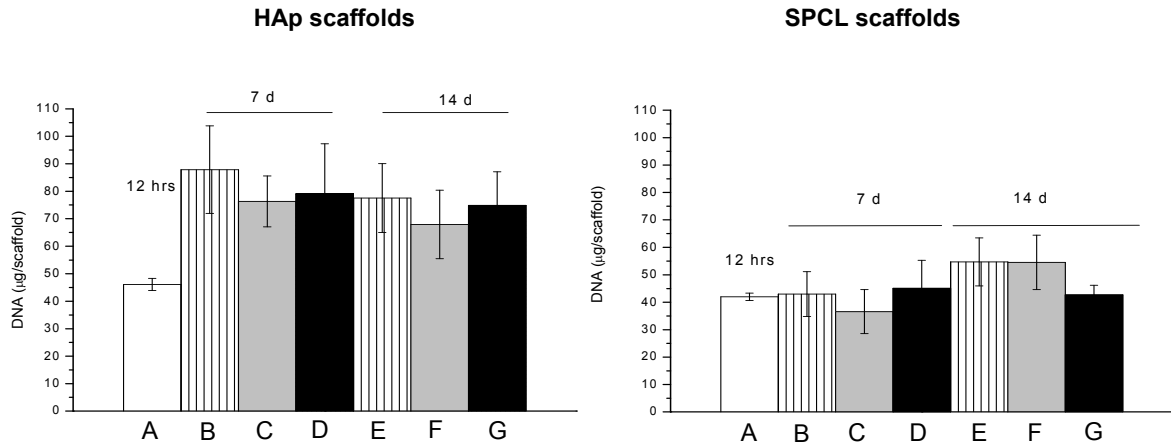 HAp scaffolds
7 d
14 d
12 hrs
DNA (μg/scaffold)
110
100
90
80
70
60
50
40
30
20
10
0
A B C D E F G
SPCL scaffolds
7 d
14 d
12 hrs
DNA (μg/scaffold)
110
100
90
80
70
60
50
40
30
20
10
0
A B C D E F G